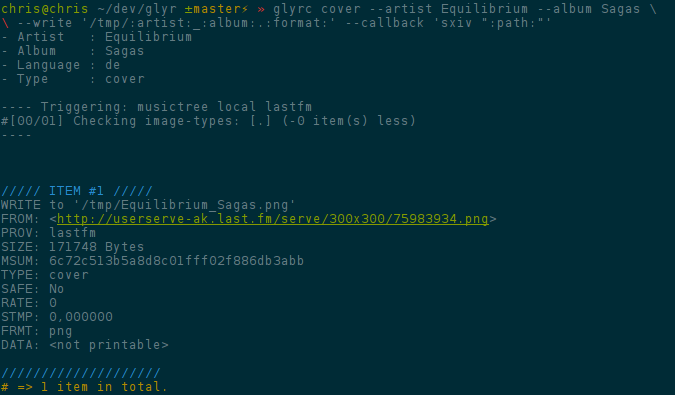 chris@chris ~/dev/glyr ±master⚡ » glyrc cover --artist Equilibrium --album Sagas \
\ --write '/tmp/:artist:_:album:.:format:' --callback 'sxiv ":path:"'
- Artist   : Equilibrium
- Album    : Sagas
- Language : de
- Type     : cover
---- Triggering: musictree local lastfm
#[00/01] Checking image-types: [.] (-0 item(s) less)
----
///// ITEM #1 /////
WRITE to '/tmp/Equilibrium_Sagas.png'
FROM: <http://userserve-ak.last.fm/serve/300x300/75983934.png>
PROV: lastfm
SIZE: 171748 Bytes
MSUM: 6c72c513b5a8d8c01fff02f886db3abb
TYPE: cover
SAFE: No
RATE: 0
STMP: 0,000000
FRMT: png
DATA: <not printable>
////////////////////
# => 1 item in total.